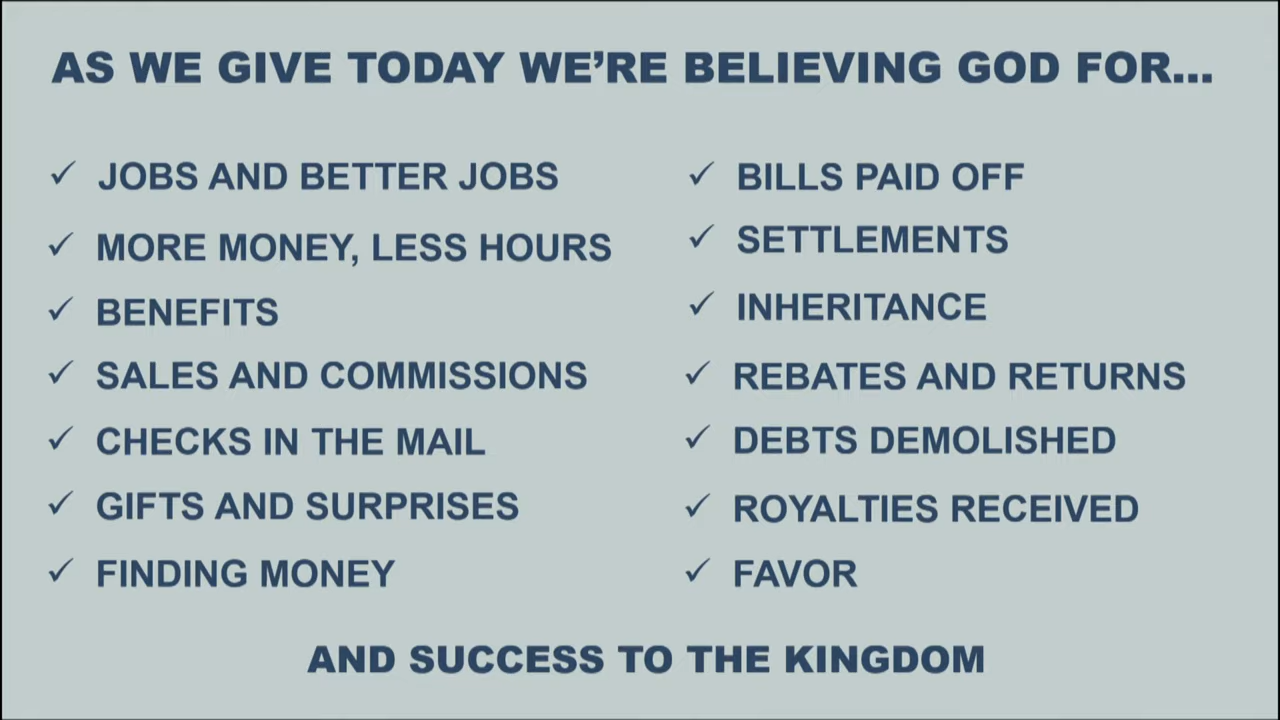 AS WE GIVE TODAY WE'RE BELIEVING GOD FOR...
✓ JOBS AND BETTER JOBS
✓ MORE MONEY, LESS HOURS
✓ BENEFITS
✓ SALES AND COMMISSIONS
✓ CHECKS IN THE MAIL
✓ GIFTS AND SURPRISES
✓ FINDING MONEY
✓ BILLS PAID OFF
✓ SETTLEMENTS
✓ INHERITANCE
✓ REBATES AND RETURNS
✓ DEBTS DEMOLISHED
✓ ROYALTIES RECEIVED
✓ FAVOR
AND SUCCESS TO THE KINGDOM